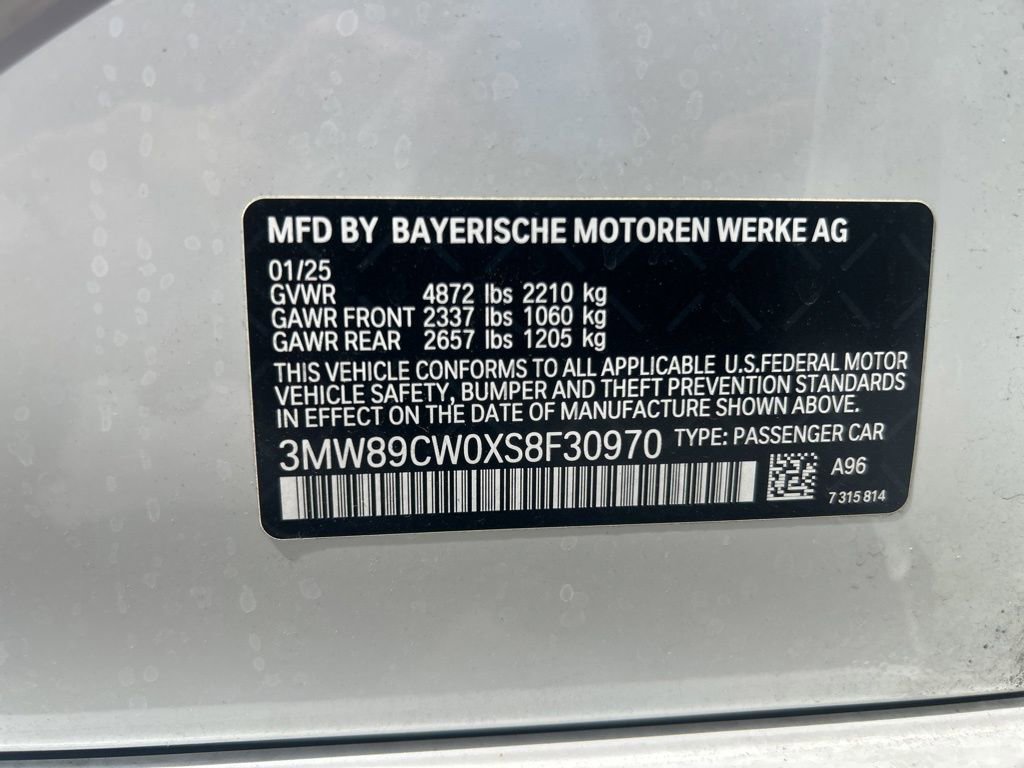 MFD BY BAYERISCHE MOTOREN WERKE AG
01/25
GVWR 4872 lbs 2210 kg
GAWR FRONT 2337 lbs 1060 kg
GAWR REAR 2657 lbs 1205 kg
THIS VEHICLE CONFORMS TO ALL APPLICABLE U.S.FEDERAL MOTOR
VEHICLE SAFETY, BUMPER AND THEFT PREVENTION STANDARDS
IN EFFECT ON THE DATE OF MANUFACTURE SHOWN ABOVE.
3MW89CW0XS8F30970 TYPE: PASSENGER CAR
A96
7 315 814